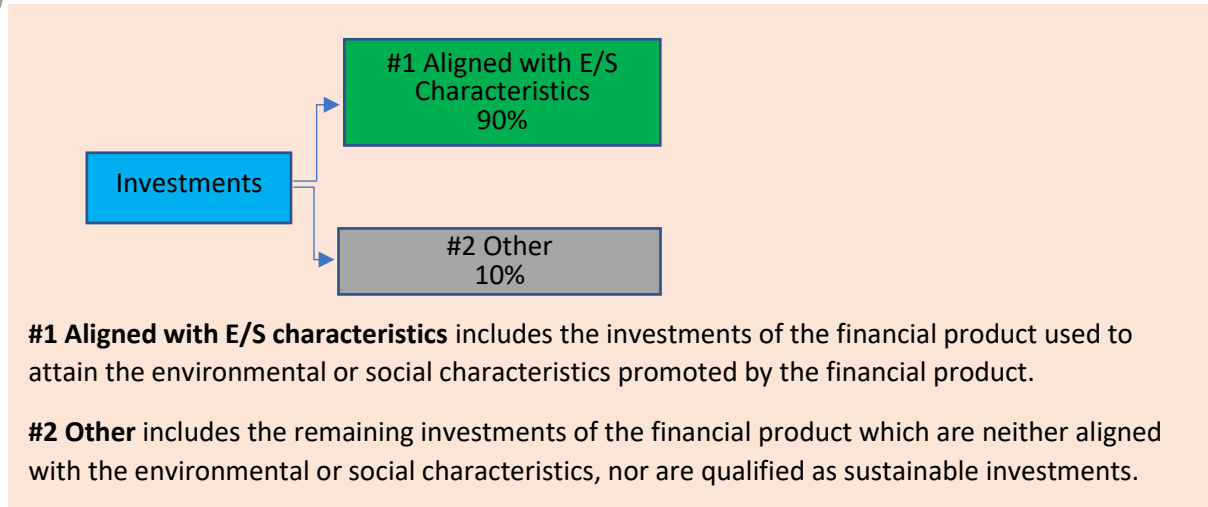 #1 Aligned with E/S
Characteristics
90%
Investments
#2 Other
10%
#1 Aligned with E/S characteristics includes the investments of the financial product used to
attain the environmental or social characteristics promoted by the financial product.
#2 Other includes the remaining investments of the financial product which are neither aligned
with the environmental or social characteristics, nor are qualified as sustainable investments.